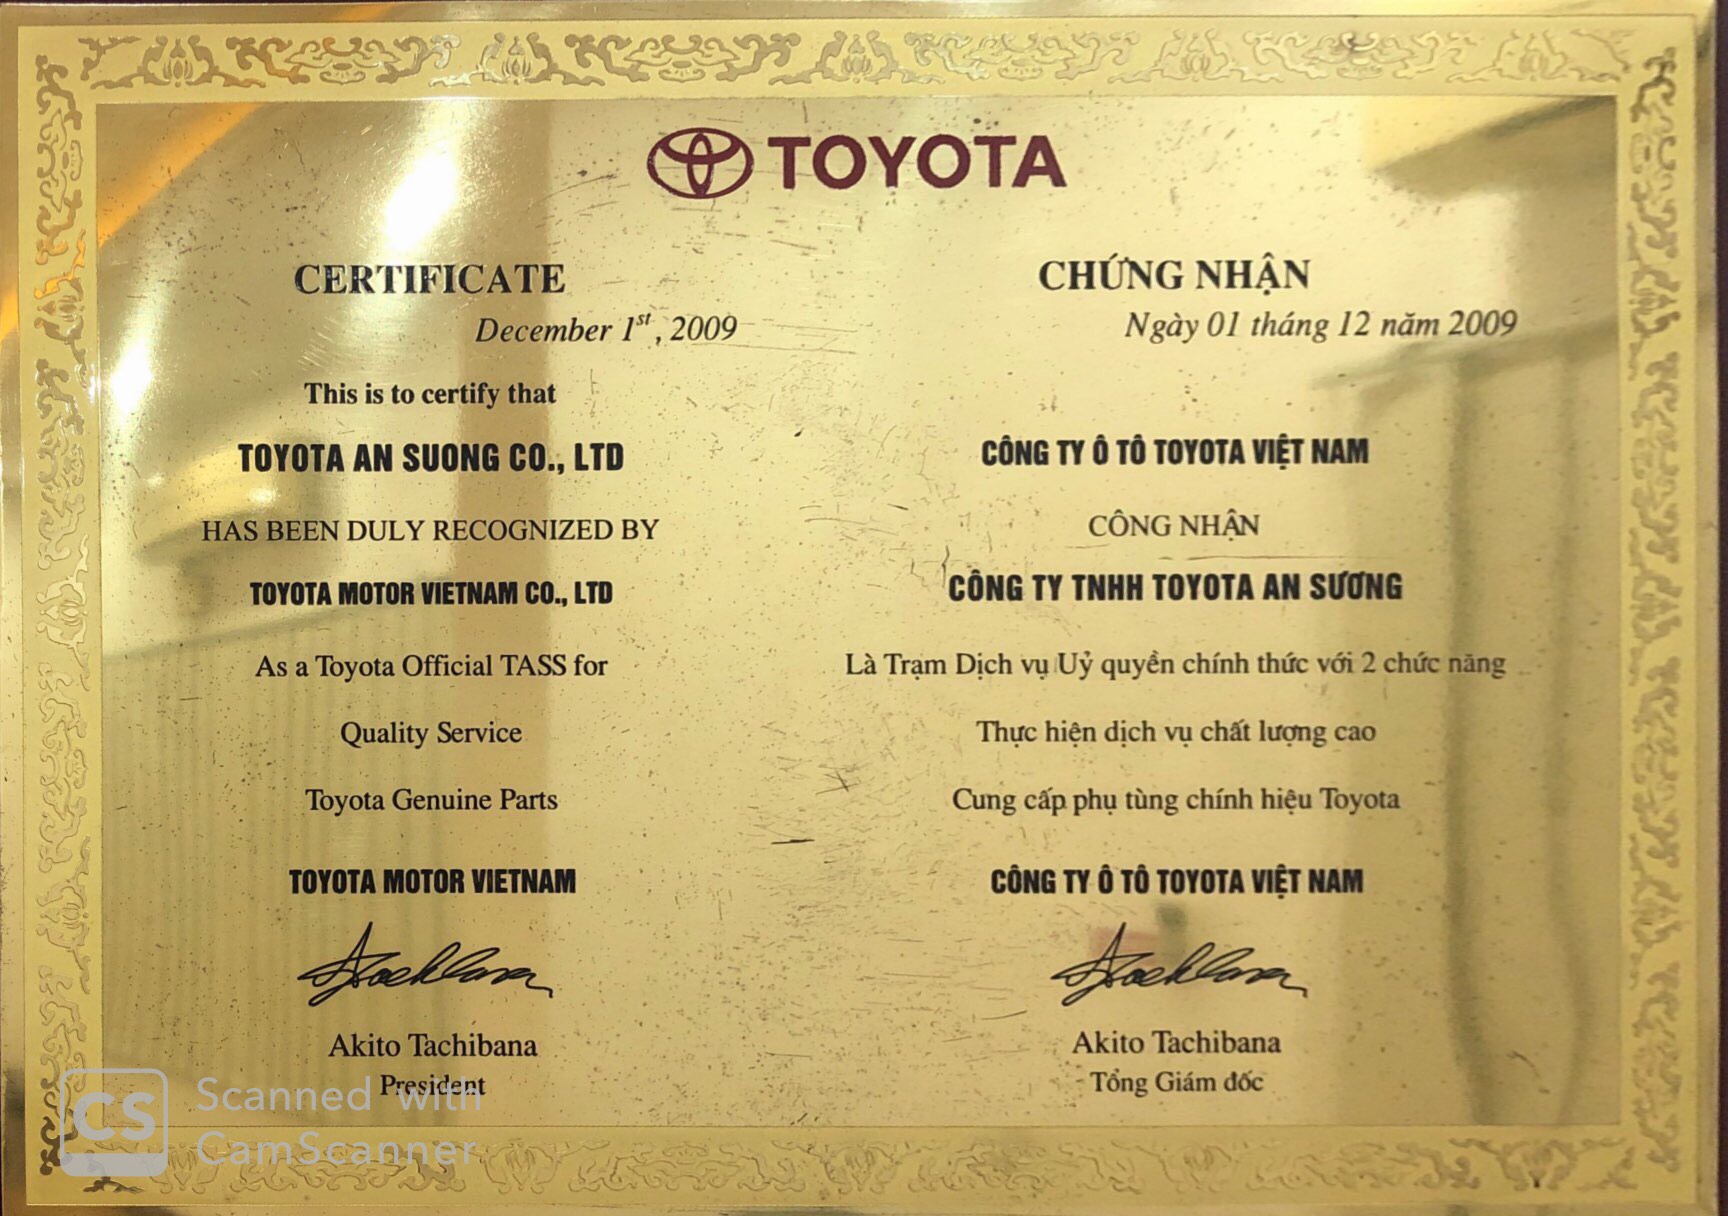 TOYOTA
CERTIFICATE
December 1st, 2009
This is to certify that
TOYOTA AN SUONG CO., LTD
HAS BEEN DULY RECOGNIZED BY
TOYOTA MOTOR VIETNAM CO., LTD
As a Toyota Official TASS for
Quality Service
Toyota Genuine Parts
TOYOTA MOTOR VIETNAM
Akito Tachibana
President
CHỨNG NHẬN
Ngày 01 tháng 12 năm 2009
CÔNG TY Ô TÔ TOYOTA VIỆT NAM
CÔNG NHẬN
CÔNG TY TNHH TOYOTA AN SƯƠNG
Là Trạm Dịch vụ Uỷ quyền chính thức với 2 chức năng
Thực hiện dịch vụ chất lượng cao
Cung cấp phụ tùng chính hiệu Toyota
CÔNG TY Ô TÔ TOYOTA VIỆT NAM
Akito Tachibana
Tổng Giám đốc
CS
Scanned with
CamScanner